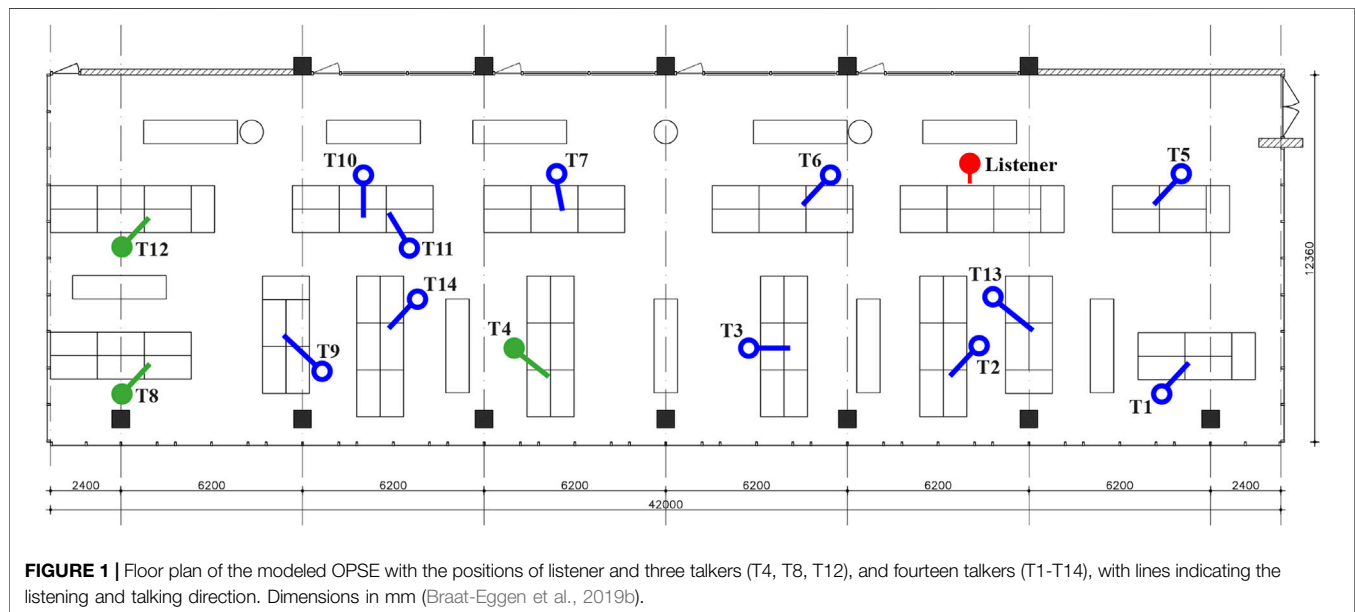 T10
T7
T6
Listener
T5
T12
T11
T14
T13
T4
T3
T9
T2
T8
T1
12360
2400 6200 6200 6200 6200 6200 6200 2400
42000
FIGURE 1 | Floor plan of the modeled OPSE with the positions of listener and three talkers (T4, T8, T12), and fourteen talkers (T1-T14), with lines indicating the
listening and talking direction. Dimensions in mm (Braat-Eggen et al., 2019b).